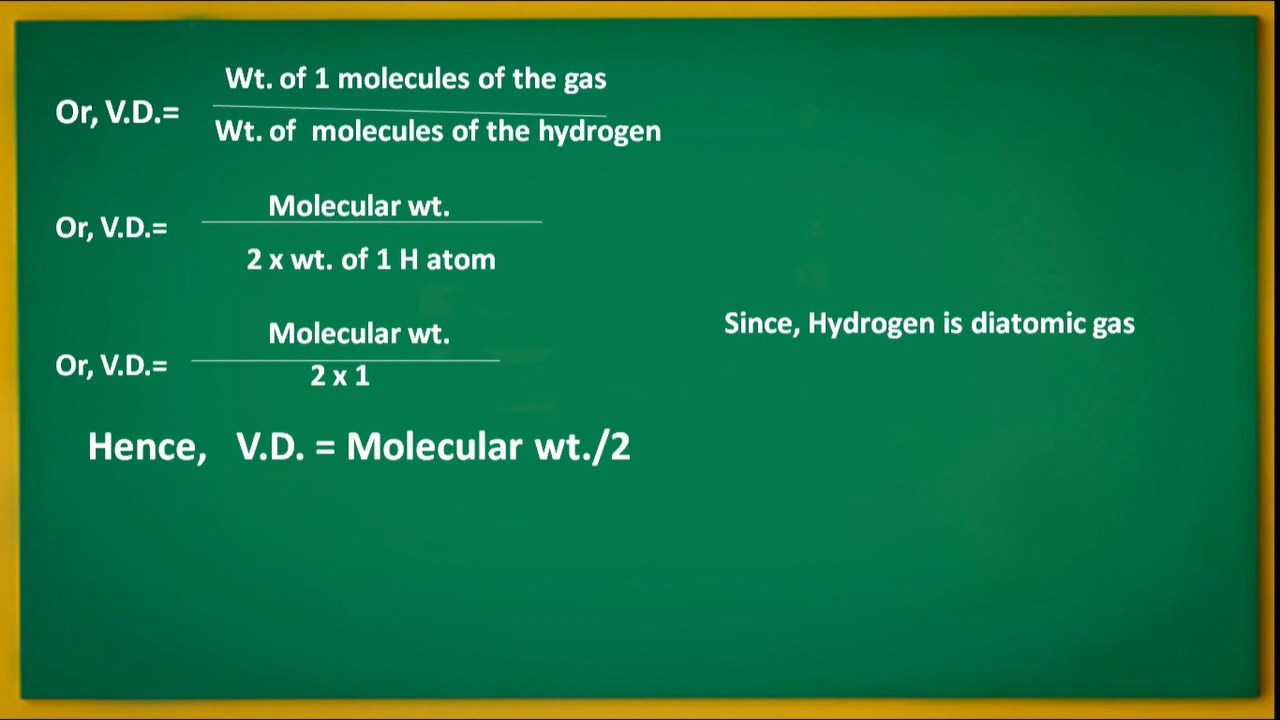 Wt. of 1 molecules of the gas
Or, V.D.=
Wt. of molecules of the hydrogen
Molecular wt.
Or, V.D.=
2 x wt. of 1 H atom
Since, Hydrogen is diatomic gas
Molecular wt.
Or, V.D.=
2 x 1
Hence, V.D. = Molecular wt./2